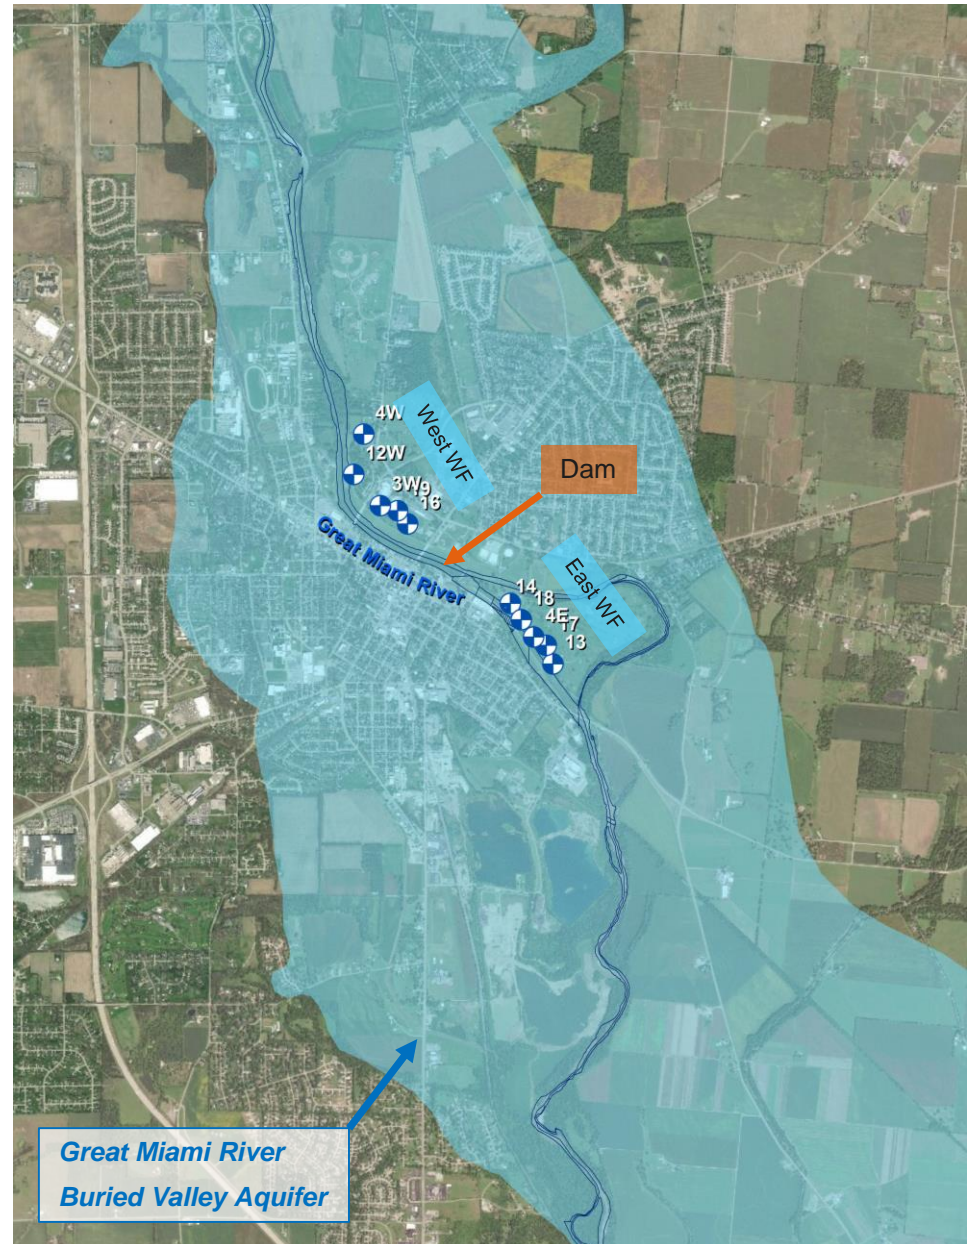 4W
West WF
12W
Dam
3W
19
16
Great Miami River
East WF
14
18
4E
17
13
Great Miami River
Buried Valley Aquifer